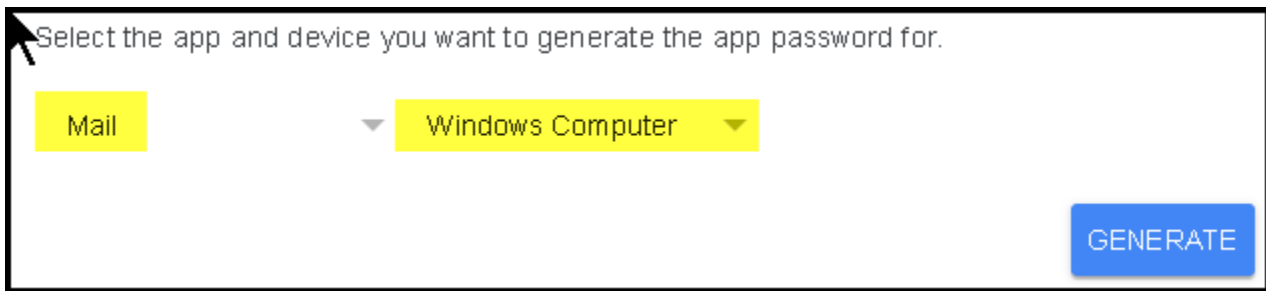 Select the app and device you want to generate the app password for.
Mail Windows Computer
GENERATE